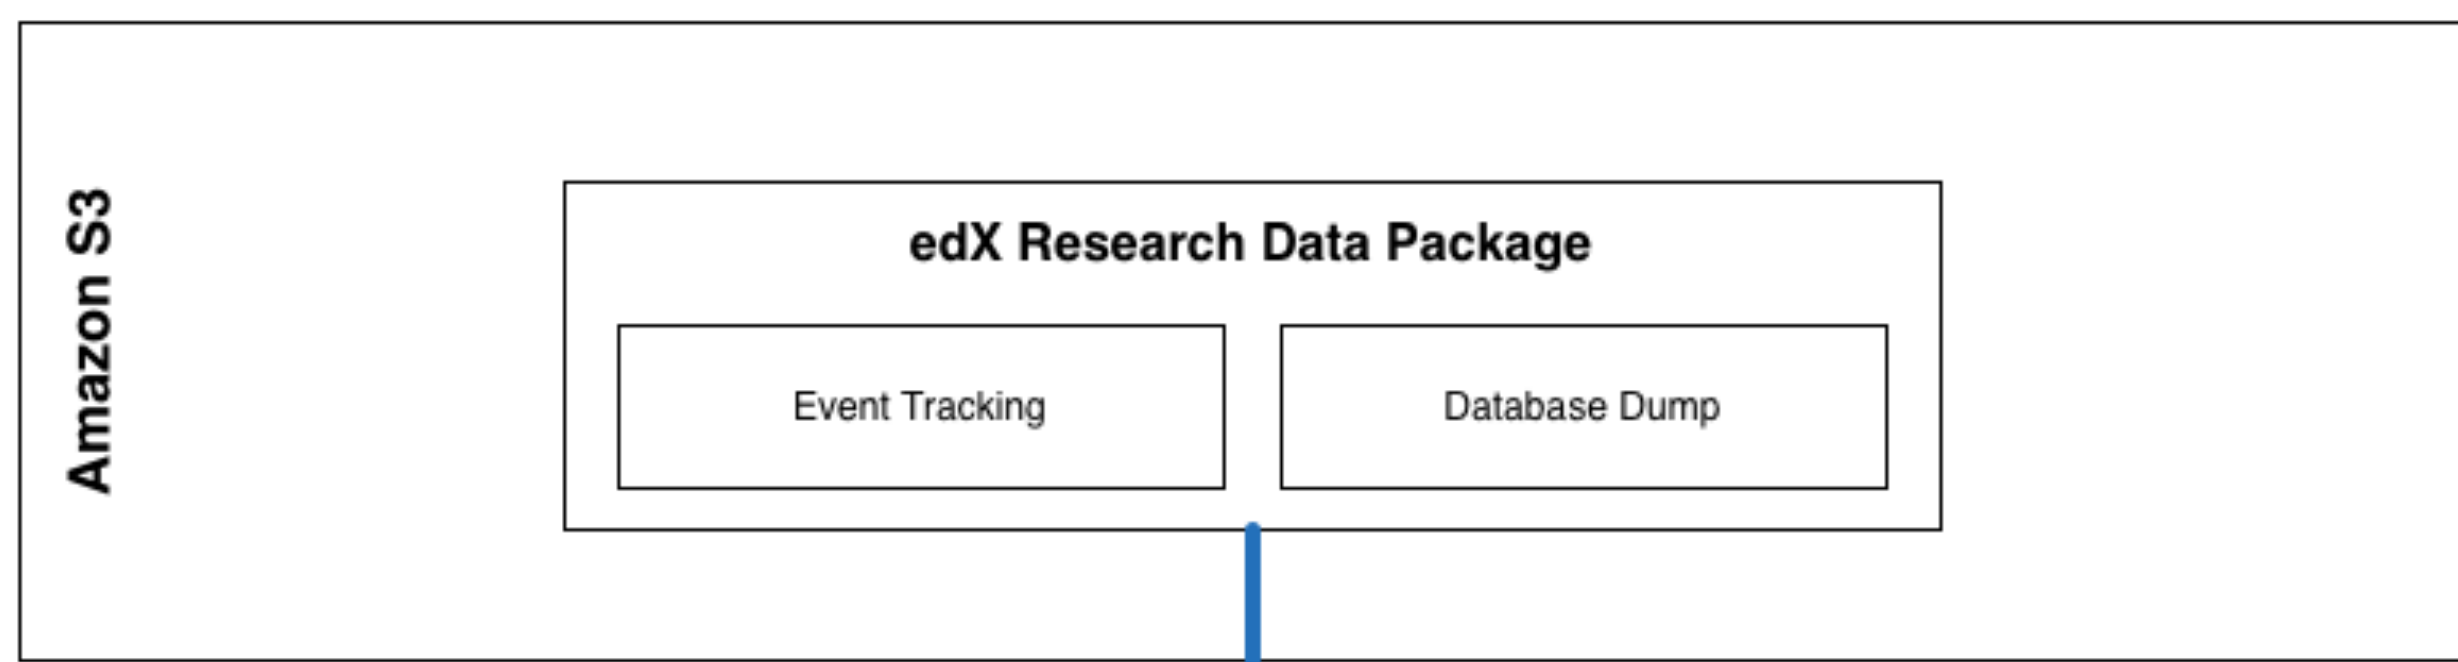 Amazon S3
edX Research Data Package
Event Tracking
Database Dump